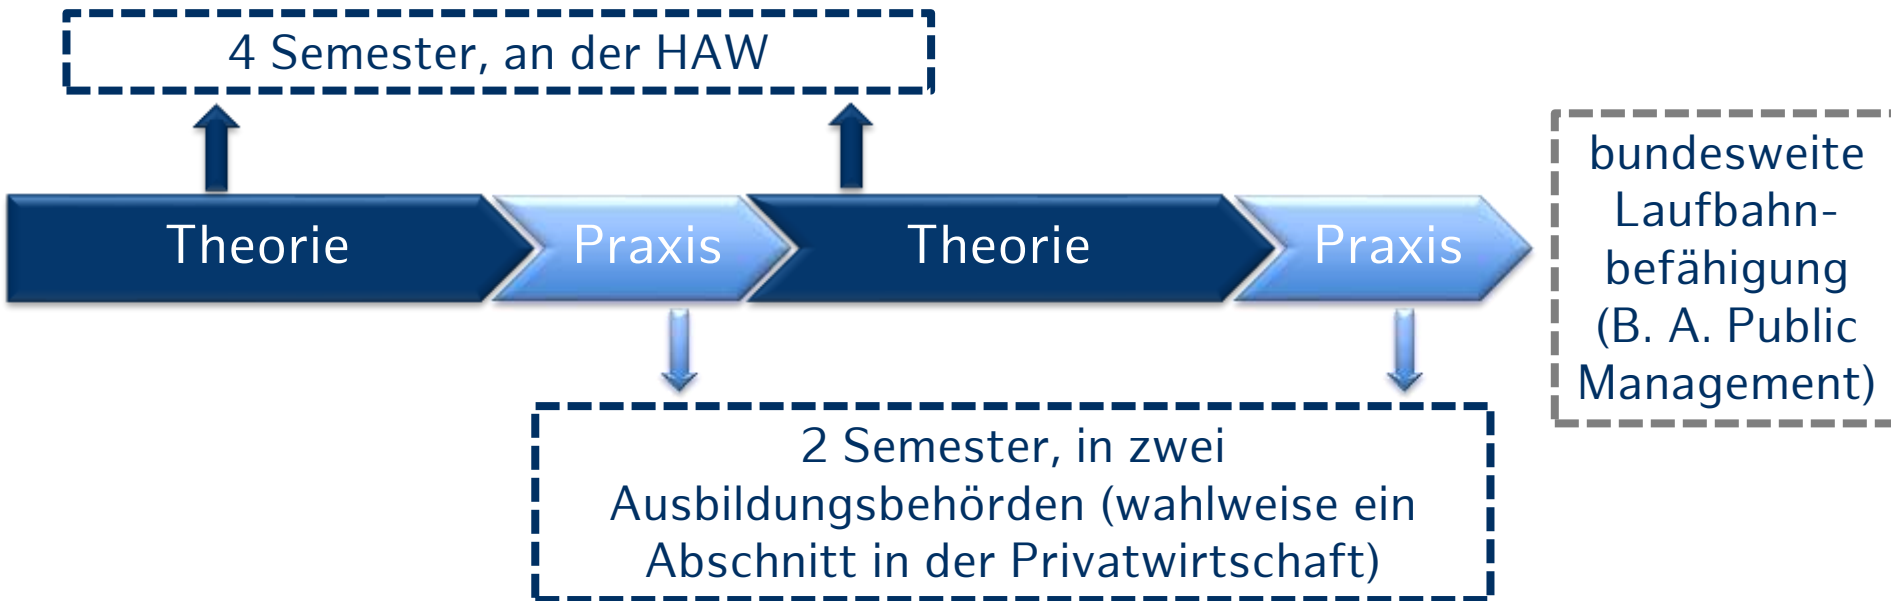 4 Semester, an der HAW
Theorie
Praxis
Theorie
Praxis
2 Semester, in zwei
Ausbildungsbehörden (wahlweise ein
Abschnitt in der Privatwirtschaft)
bundesweite
Laufbahn-
befähigung
(B. A. Public
Management)